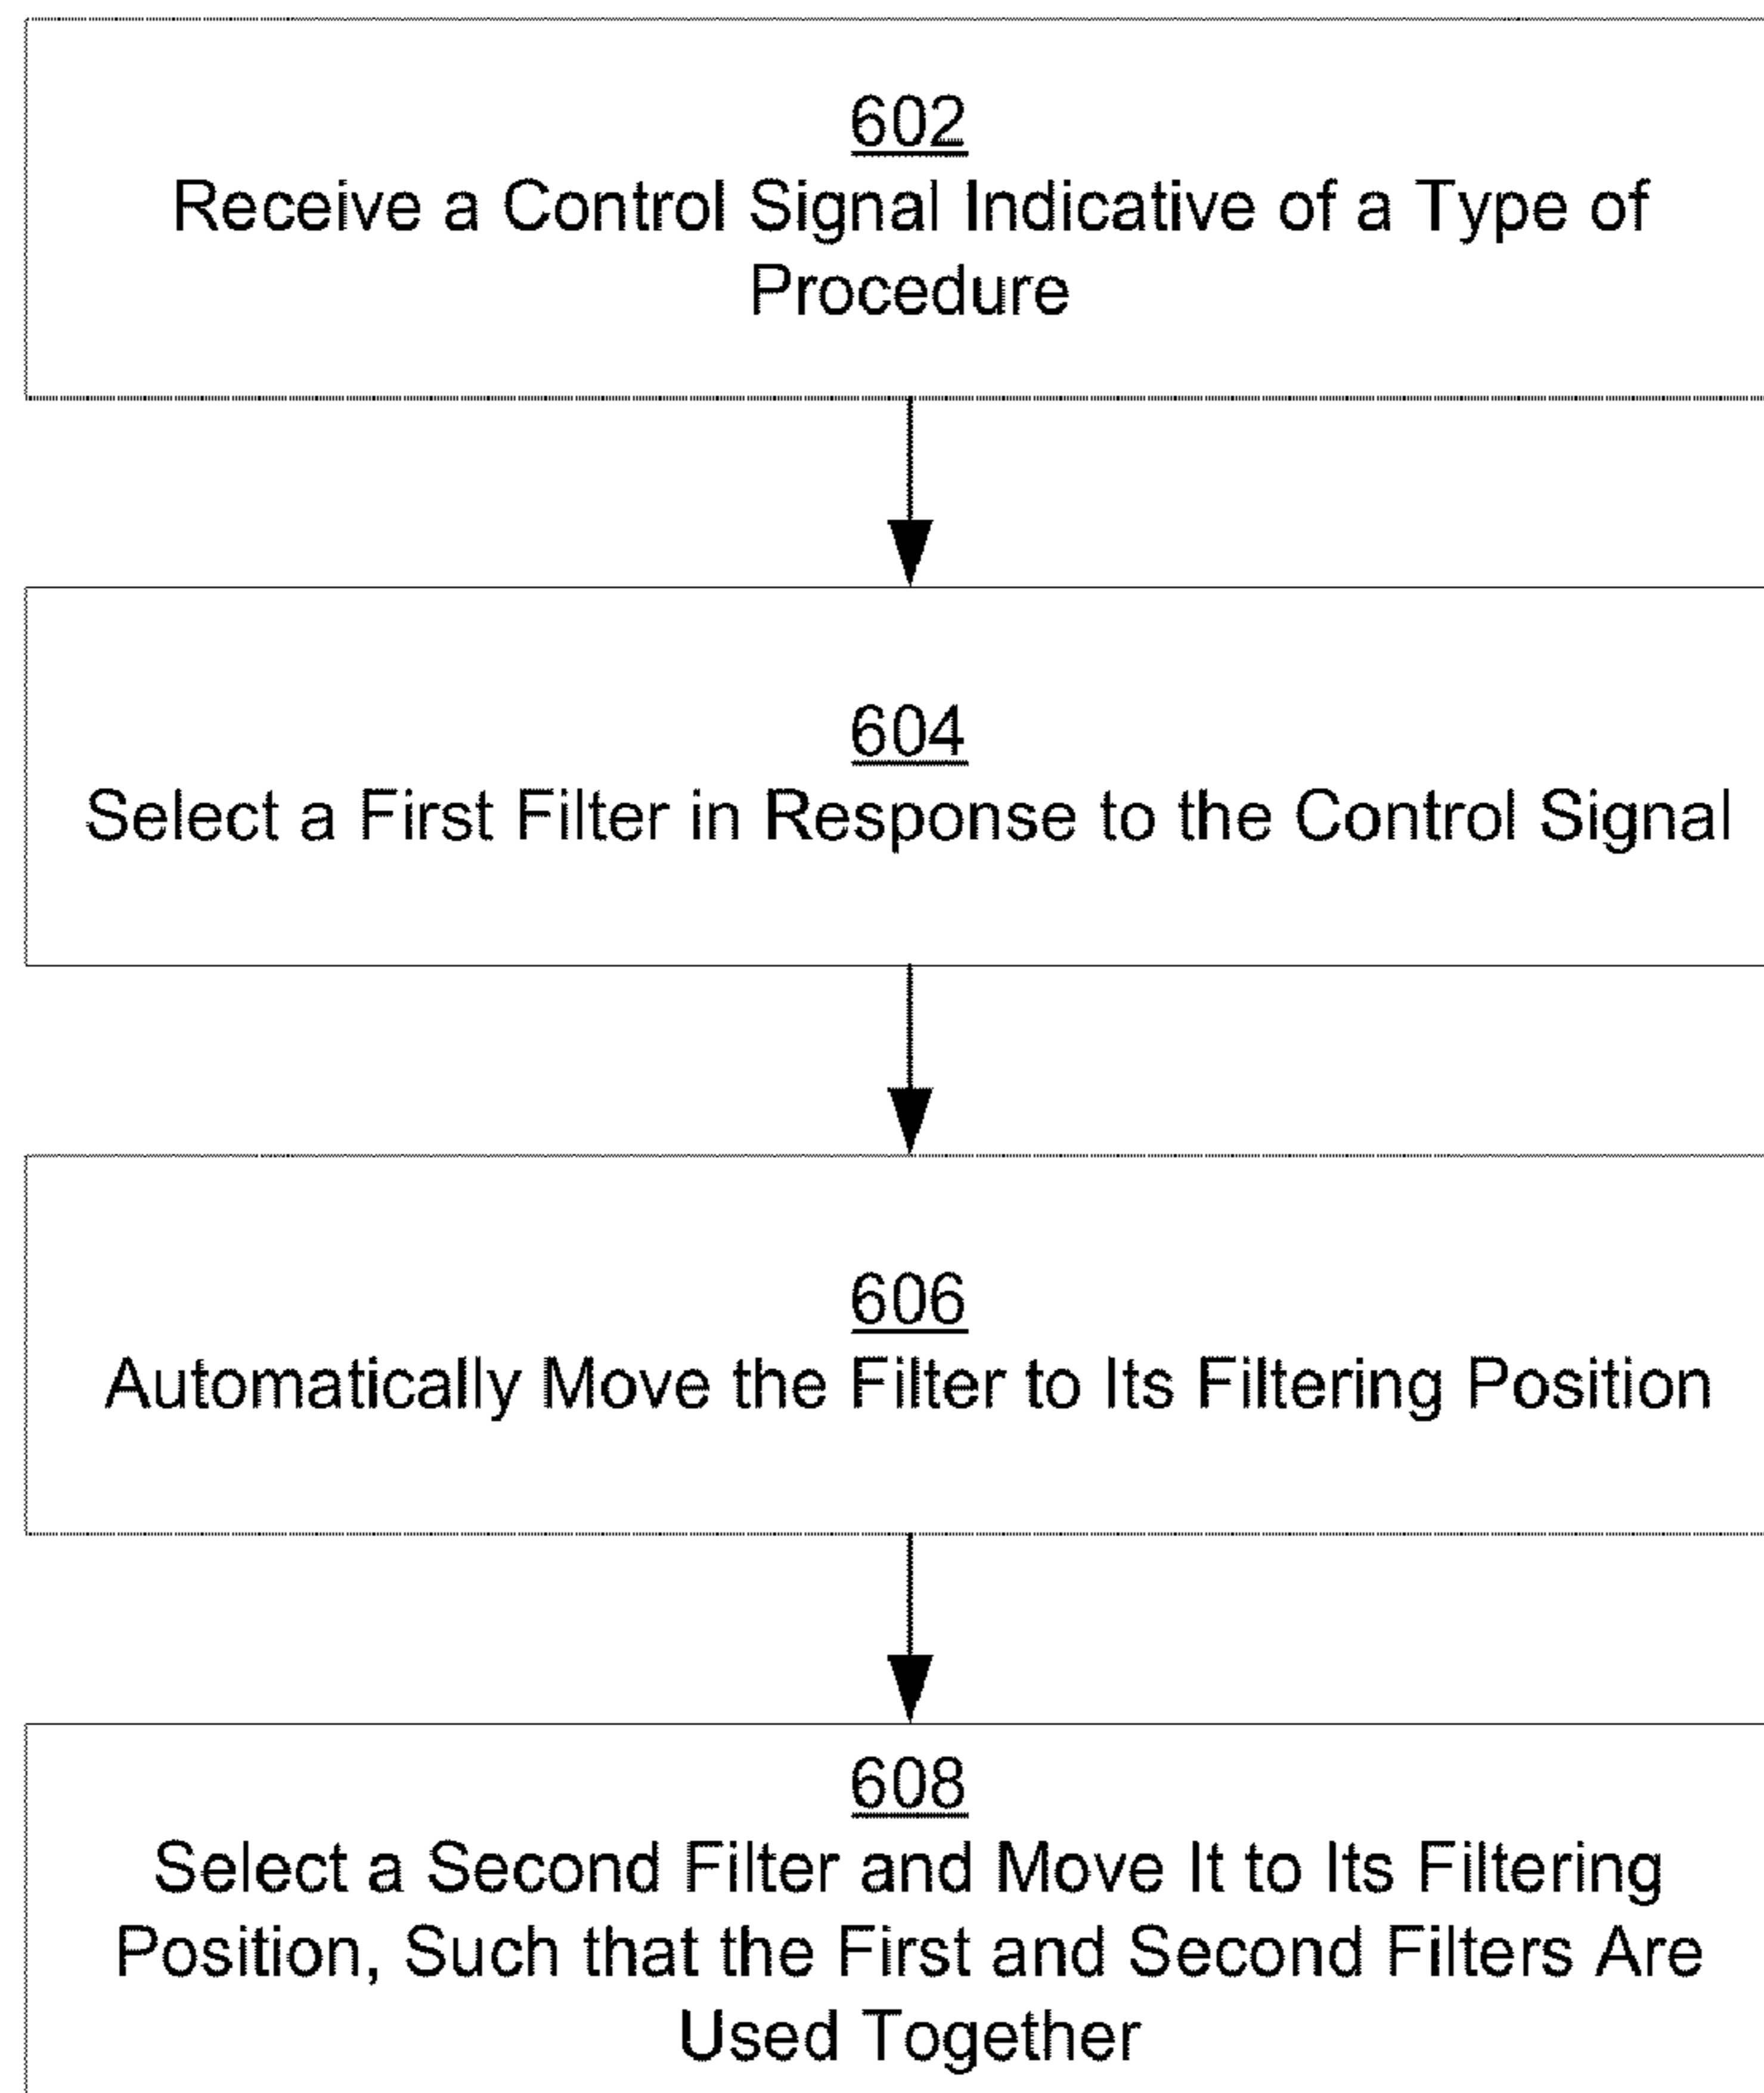 602
Receive a Control Signal Indicative of a Type of
Procedure
604
Select a First Filter in Response to the Control Signal
606
Automatically Move the Filter to Its Filtering Position
608
Select a Second Filter and Move It to Its Filtering
Position, Such that the First and Second Filters Are
Used Together